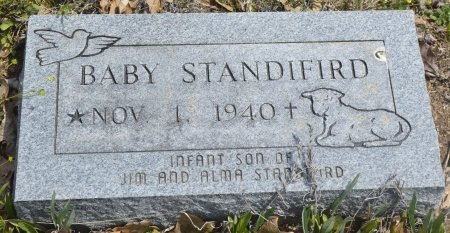 BABY STANDIFIRD
★NOV. 1, 1940✝
INFANT SON OF
JIM AND ALMA STANDIFIRD